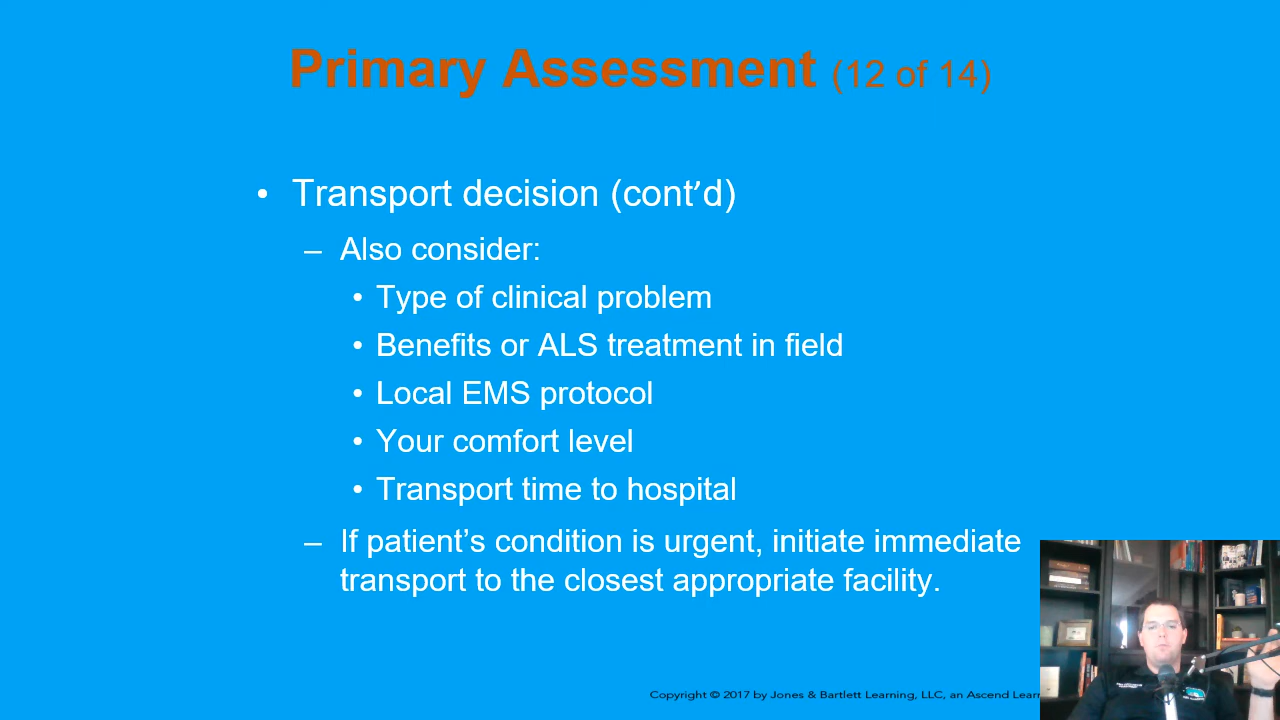 Primary Assessment (12 of 14)
• Transport decision (cont’d)
– Also consider:
• Type of clinical problem
• Benefits or ALS treatment in field
• Local EMS protocol
• Your comfort level
• Transport time to hospital
– If patient’s condition is urgent, initiate immediate
transport to the closest appropriate facility.
Copyright © 2017 by Jones & Bartlett Learning, LLC, an Ascend Lear